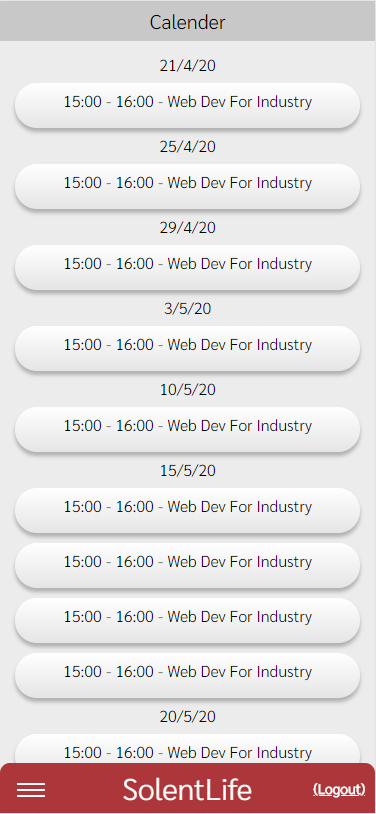 Calender
21/4/20
15:00 - 16:00 - Web Dev For Industry
25/4/20
15:00 - 16:00 - Web Dev For Industry
29/4/20
15:00 - 16:00 - Web Dev For Industry
3/5/20
15:00 - 16:00 - Web Dev For Industry
10/5/20
15:00 - 16:00 - Web Dev For Industry
15/5/20
15:00 - 16:00 - Web Dev For Industry
15:00 - 16:00 - Web Dev For Industry
15:00 - 16:00 - Web Dev For Industry
15:00 - 16:00 - Web Dev For Industry
20/5/20
15:00 - 16:00 - Web Dev For Industry
SolentLife (Logout)